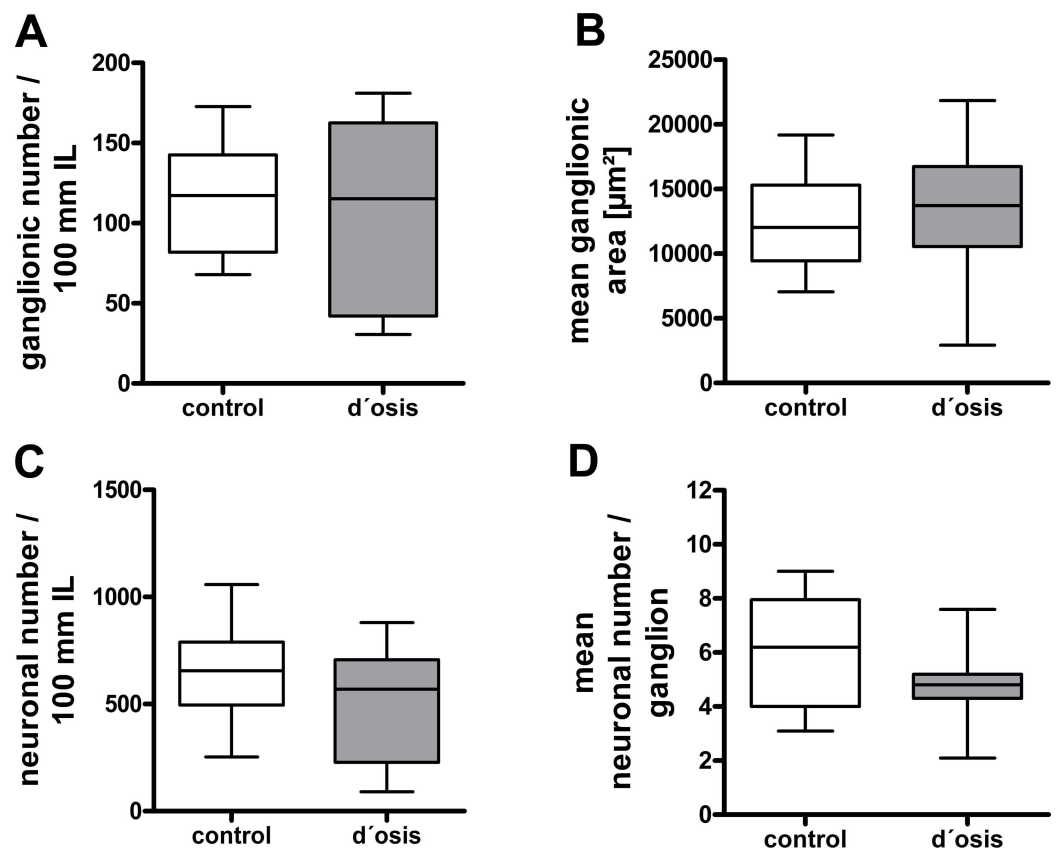 A
ganglionic number /
100 mm IL
200
150
100
50
0
control
d´osis
B
mean ganglionic
area [µm²]
25000
20000
15000
10000
5000
0
control
d´osis
C
neuronal number /
100 mm IL
1500
1000
500
0
control
d´osis
D
mean
neuronal number /
ganglion
12
10
8
6
4
2
0
control
d´osis